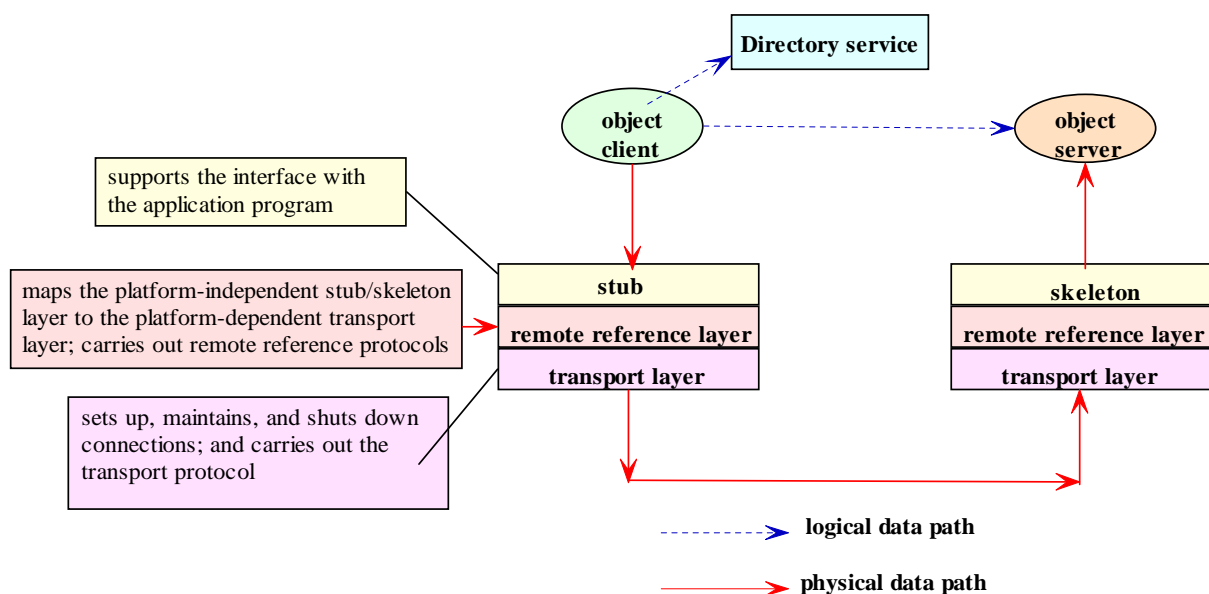 Directory service
object
client
object
server
supports the interface with
the application program
maps the platform-independent stub/skeleton
layer to the platform-dependent transport
layer; carries out remote reference protocols
stub
remote reference layer
transport layer
skeleton
remote reference layer
transport layer
sets up, maintains, and shuts down
connections; and carries out the
transport protocol
logical data path
physical data path